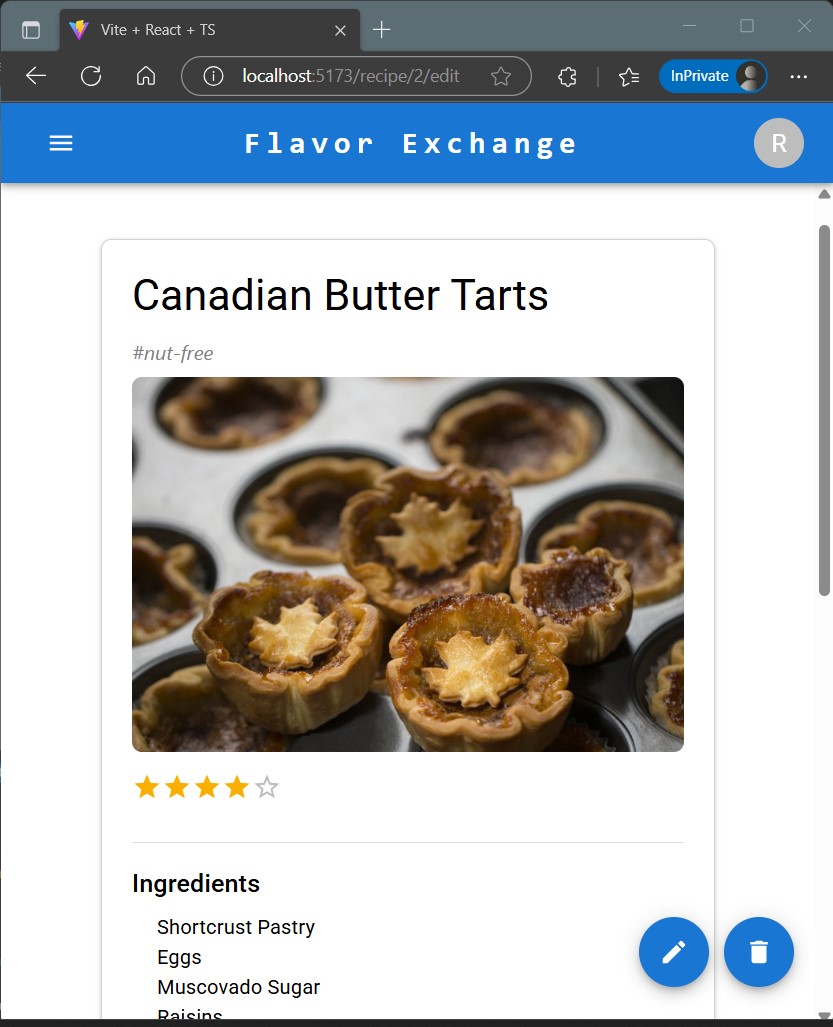 Vite + React + TS
localhost:5173/recipe/2/edit
InPrivate
Flavor Exchange
R
Canadian Butter Tarts
#nut-free
Ingredients
Shortcrust Pastry
Eggs
Muscovado Sugar
Raisins